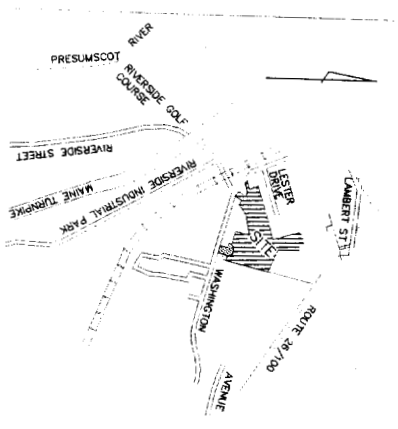 PRESUMSCOT
RIVER
RIVERSIDE GOLF
COURSE
RIVERSIDE STREET
MAINE TURNPIKE
RIVERSIDE INDUSTRIAL PARK
LESTER
DRIVE
LAMBERT ST
SITE
WASHINGTON
AVENUE
ROUTE 26/100